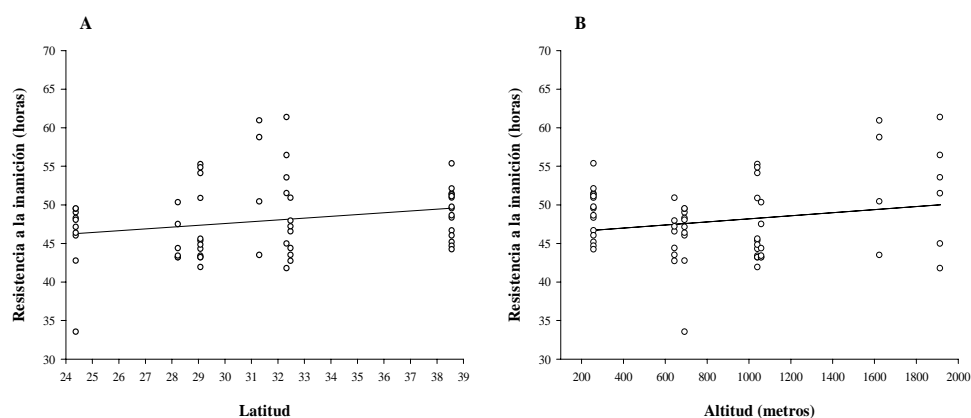 A
Resistencia a la inanición (horas)
70
65
60
55
50
45
40
35
30
24 25 26 27 28 29 30 31 32 33 34 35 36 37 38 39
Latitud
B
Resistencia a la inanición (horas)
70
65
60
55
50
45
40
35
30
200 400 600 800 1000 1200 1400 1600 1800 2000
Altitud (metros)